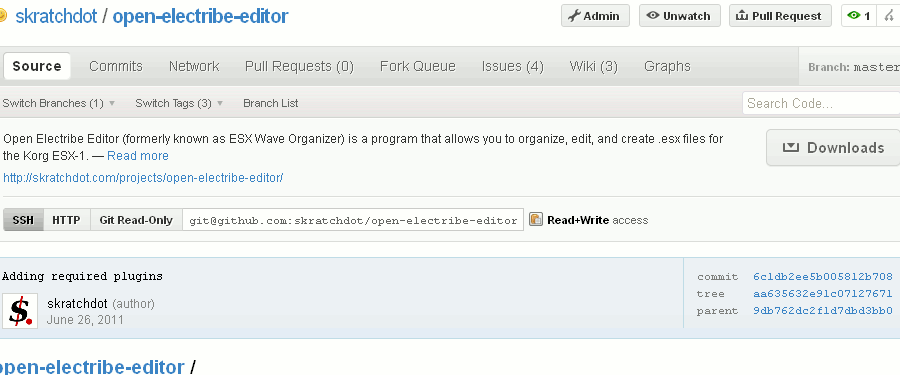 skratchdot / open-electribe-editor
Admin Unwatch Pull Request 1
Source Commits Network Pull Requests (0) Fork Queue Issues (4) Wiki (3) Graphs Branch: master
Switch Branches (1) Switch Tags (3) Branch List Search Code...
Open Electribe Editor (formerly known as ESX Wave Organizer) is a program that allows you to organize, edit, and create .esx files for
the Korg ESX-1. — Read more
Downloads
http://skratchdot.com/projects/open-electribe-editor/
SSH HTTP Git Read-Only git@github.com:skratchdot/open-electribe-editor Read+Write access
Adding required plugins
skratchdot (author)
June 26, 2011
commit 6c1db2ee5b005812b708
tree aa635632e91c07127671
parent 9db762dc2f1d7dbd3bb0
open-electribe-editor /